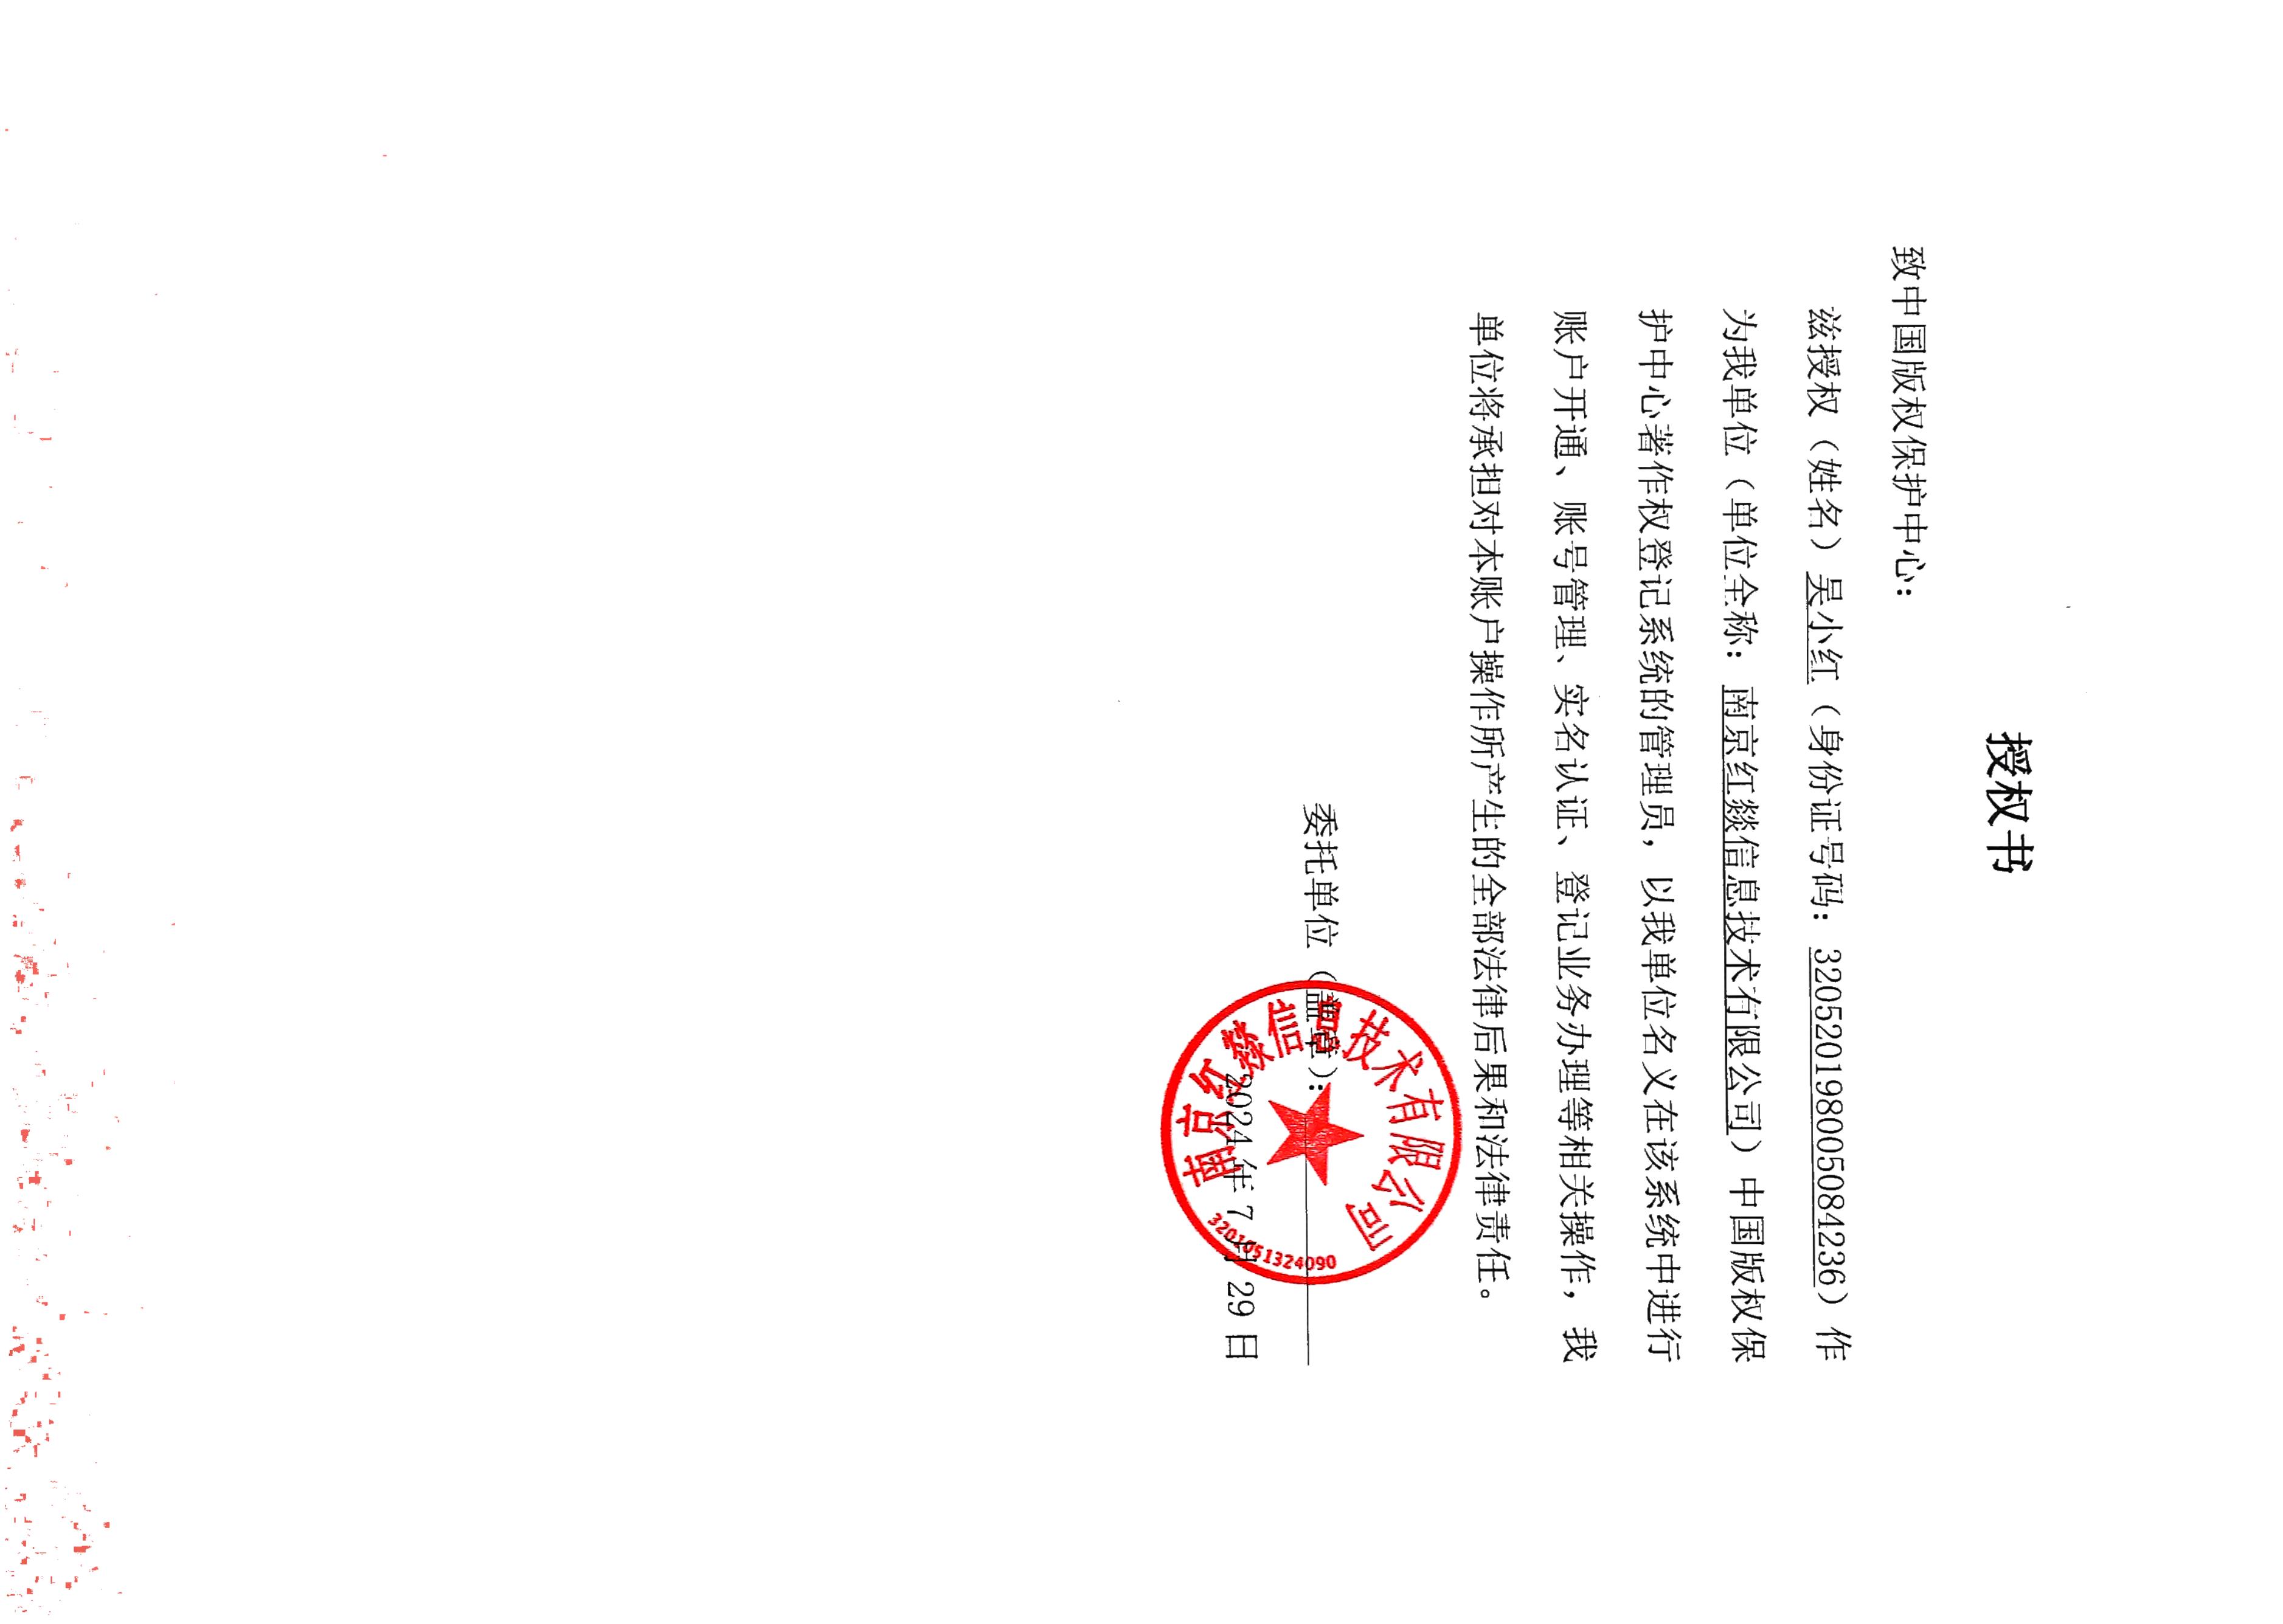 授权书
致中国版权保护中心：
兹授权（姓名）吴小红（身份证号码：320520198005084236）作
为我单位（单位全称：南京红燚信息技术有限公司）中国版权保
护中心著作权登记系统的管理员，以我单位名义在该系统中进行
账户开通、账号管理、实名认证、登记业务办理等相关操作，我
单位将承担对本账户操作所产生的全部法律后果和法律责任。
委托单位（盖章）：
2024 年 7 月 29 日
南京红燚信息技术有限公司
3201051324090